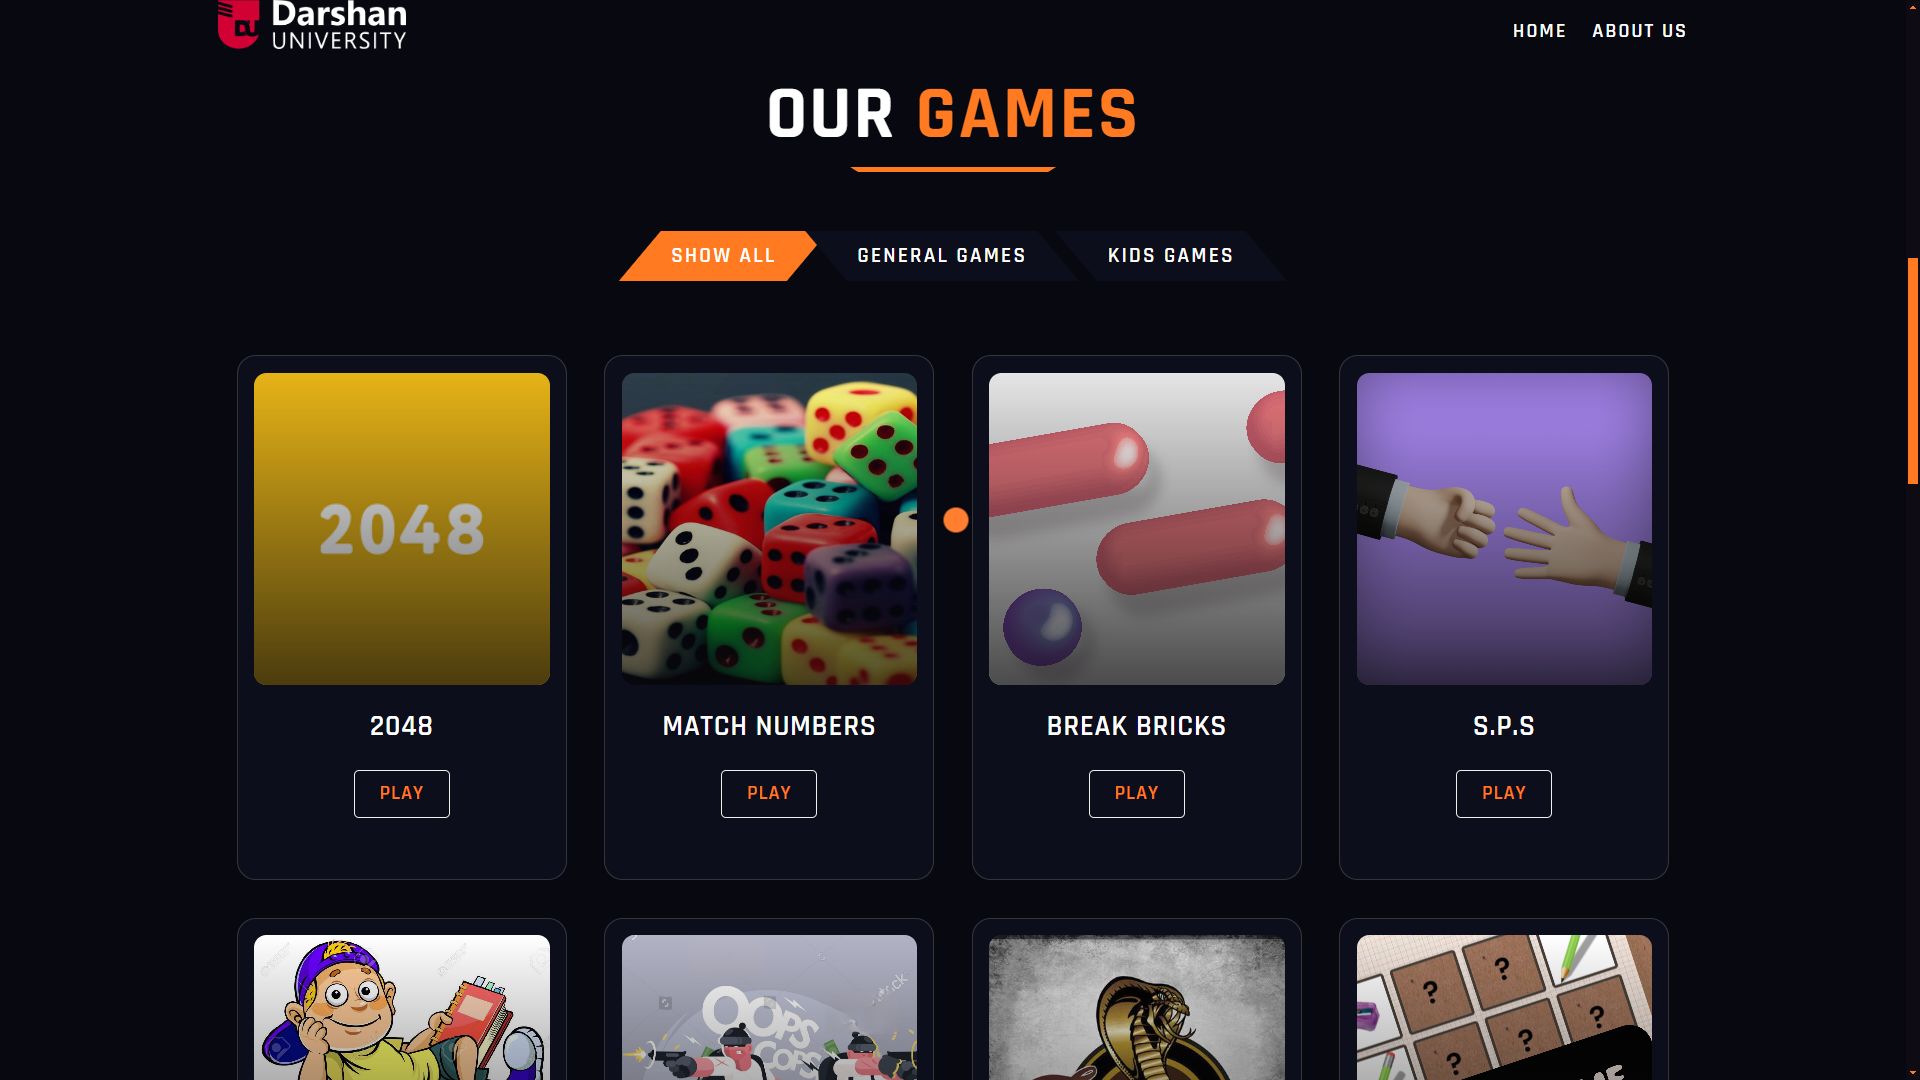 Darshan
UNIVERSITY
HOME ABOUT US
OUR GAMES
SHOW ALL GENERAL GAMES KIDS GAMES
2048
2048 MATCH NUMBERS BREAK BRICKS S.P.S
PLAY PLAY PLAY PLAY
OOPS
COPS
? ?
? ? ?